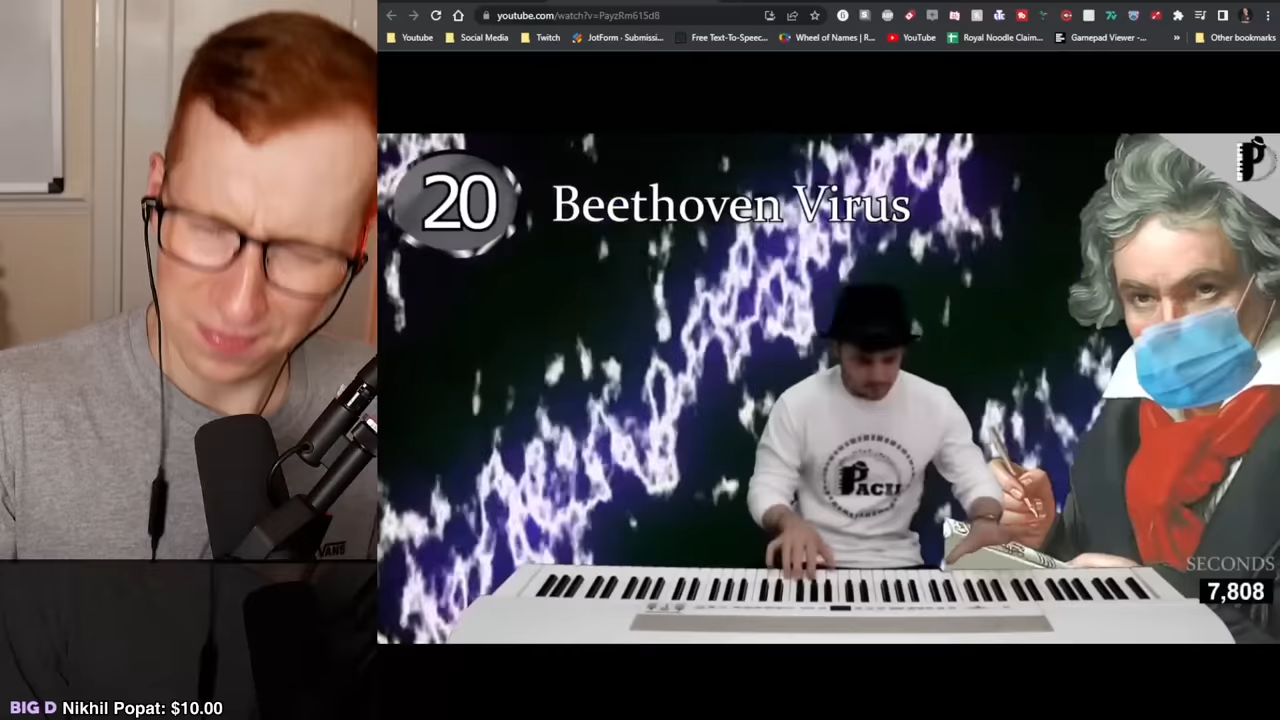 youtube.com/watch?v=PayzRm615d8
Youtube
Social Media
Twitch
JotForm · Submissi...
Free Text-To-Speec...
Wheel of Names | R...
YouTube
Royal Noodle Claim...
Gamepad Viewer -...
»
Other bookmarks
20
Beethoven Virus
P
PACIL
SECONDS
7,808
VANS
BIG D Nikhil Popat: $10.00